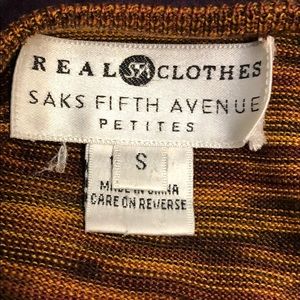 REAL SFA CLOTHES
SAKS FIFTH AVENUE
PETITES
S
MADE IN CHINA
CARE ON REVERSE